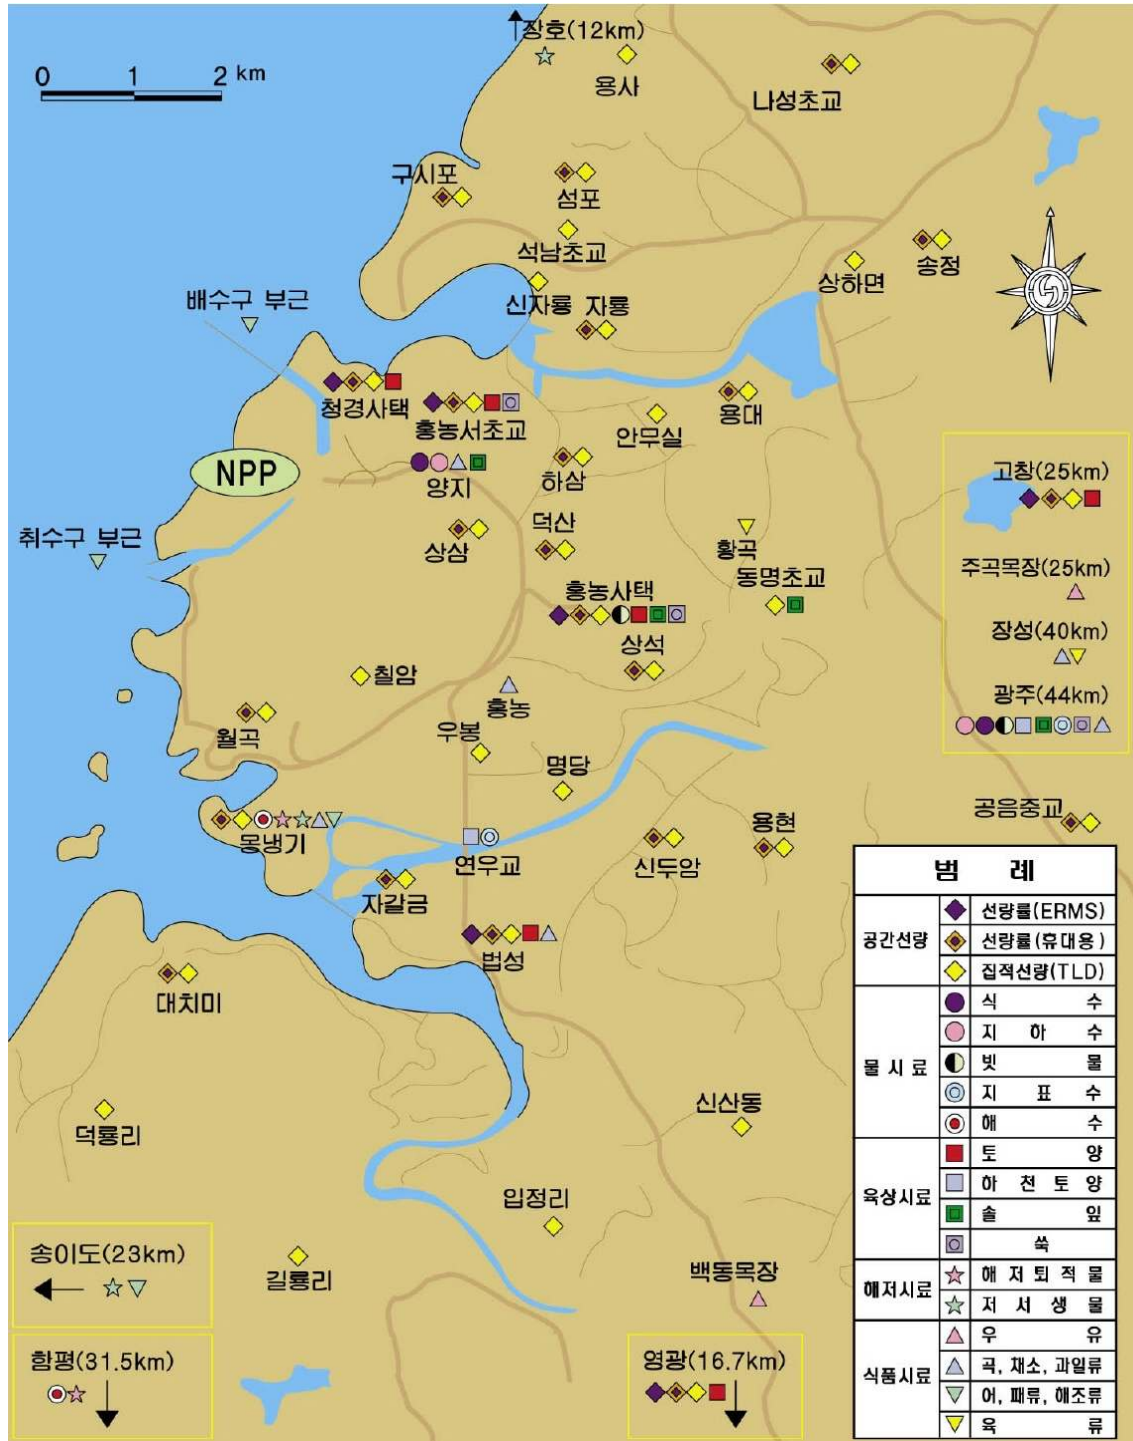 장호(12km)
0 1 2 km
용사
나성초교
구시포
섬포
석남초교
송정
상하면
배수구 부근
신자룡 자룡
청경사택
홍농서초교
용대
안무실
NPP
양지
하삼
고창(25km)
취수구 부근
상삼
덕산
황곡
동명초교
주곡목장(25km)
홍농사택
장성(40km)
상석
칠암
광주(44km)
홍농
월곡
우봉
명당
공음중교
용현
몽냉기
연우교
신두암
자갈금
법성
대치미
신산동
덕룡리
입정리
송이도(23km)
길룡리
백동목장
함평(31.5km)
영광(16.7km)
범 례
공간선량
선량률(ERMS)
선량률(휴대용)
집적선량(TLD)
물 시 료
식 수
지 하 수
빗 물
지 표 수
해 수
육상시료
토 양
하 천 토 양
솔 잎
쑥
해저시료
해 저 퇴 적 물
저 서 생 물
식품시료
우 유
곡, 채소, 과일류
어, 패류, 해조류
육 류